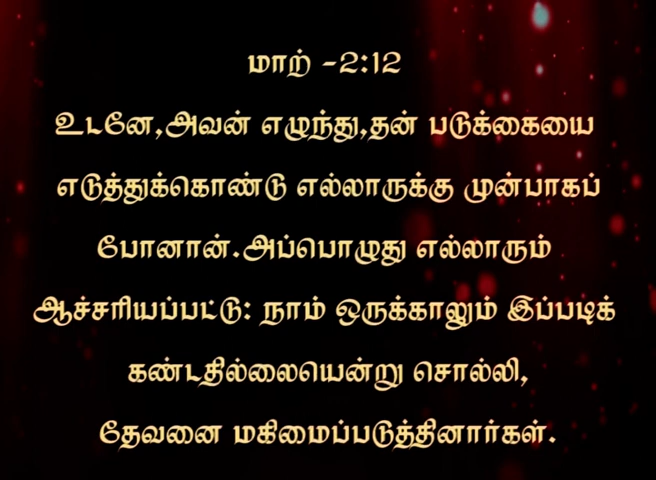 மாற் -2:12
உடனே,அவன் எழுந்து,தன் படுக்கையை
எடுத்துக்கொண்டு எல்லாருக்கு முன்பாகப்
போனான்.அப்பொழுது எல்லாரும்
ஆச்சரியப்பட்டு: நாம் ஒருக்காலும் இப்படிக்
கண்டதில்லையென்று சொல்லி,
தேவனை மகிமைப்படுத்தினார்கள்.